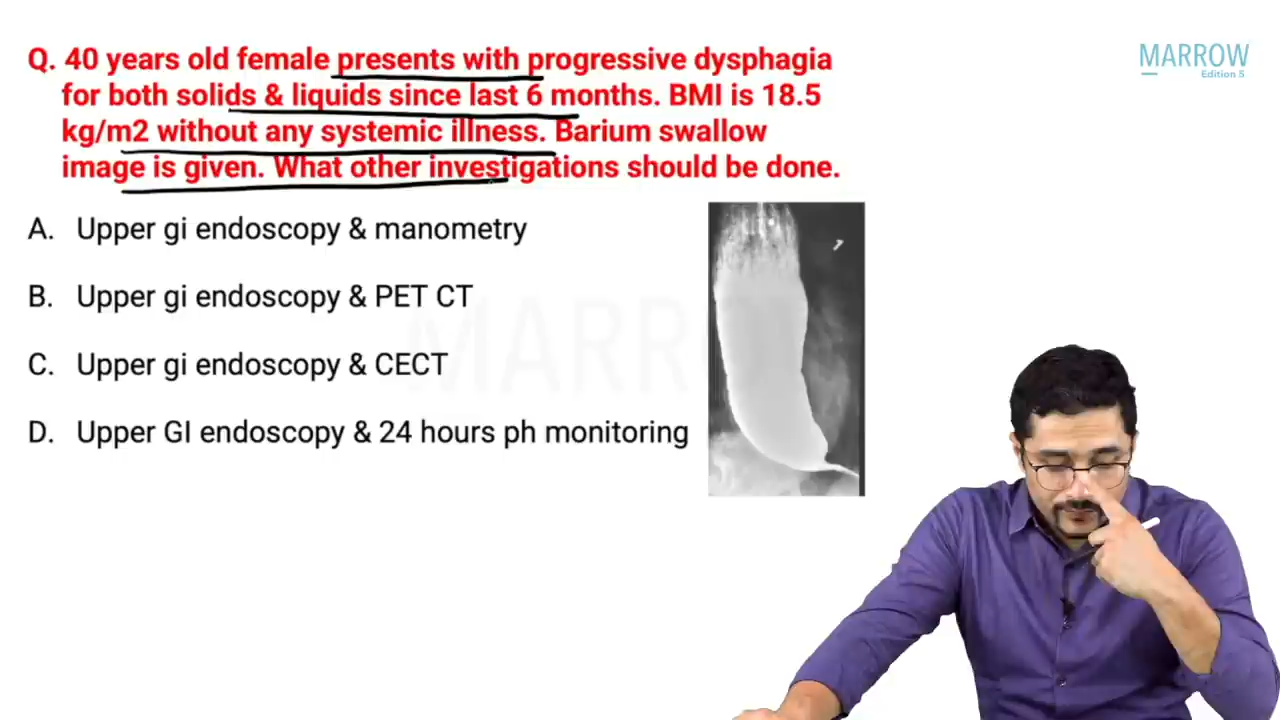 MARROW
Edition 5
Q. 40 years old female presents with progressive dysphagia
for both solids & liquids since last 6 months. BMI is 18.5
kg/m2 without any systemic illness. Barium swallow
image is given. What other investigations should be done.
A. Upper gi endoscopy & manometry
B. Upper gi endoscopy & PET CT
C. Upper gi endoscopy & CECT
D. Upper GI endoscopy & 24 hours ph monitoring
MARROW